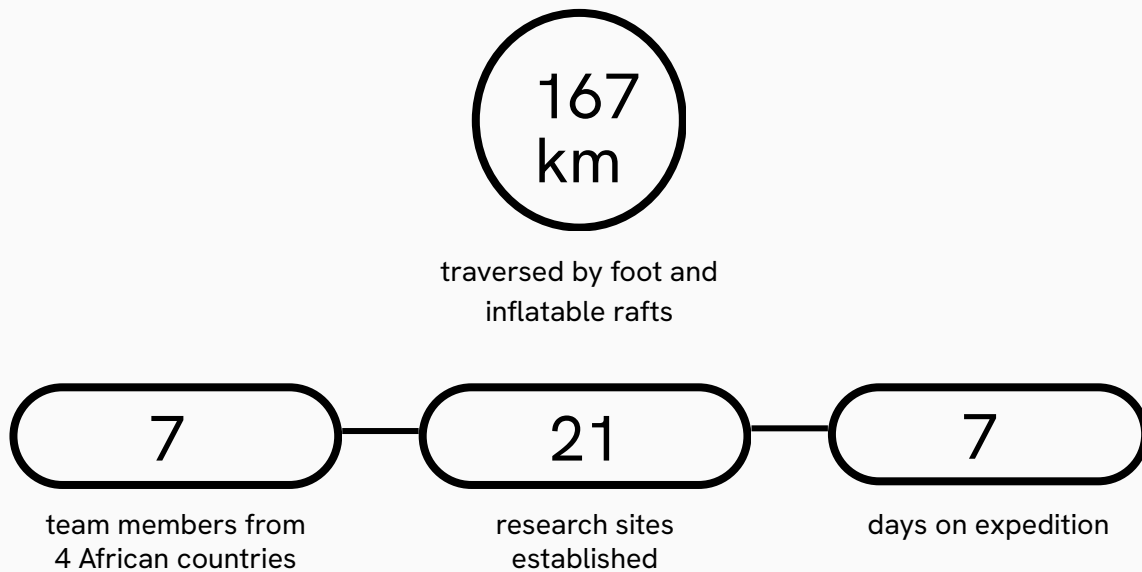 167
km
traversed by foot and
inflatable rafts
7
team members from
4 African countries
21
research sites
established
7
days on expedition